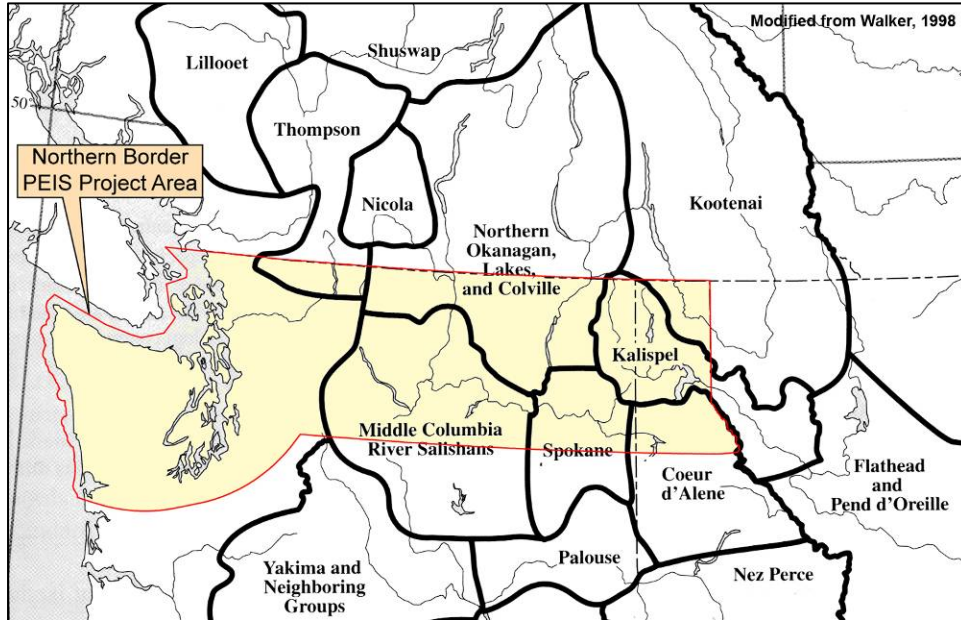 Modified from Walker, 1998
Shuswap
Lillooet
50°
Thompson
Northern Border
PEIS Project Area
Nicola
Kootenai
Northern
Okanagan,
Lakes,
and Colville
Kalispel
Middle Columbia
River Salishans
Spokane
Coeur
d'Alene
Flathead
and
Pend d'Oreille
Palouse
Nez Perce
Yakima and
Neighboring
Groups